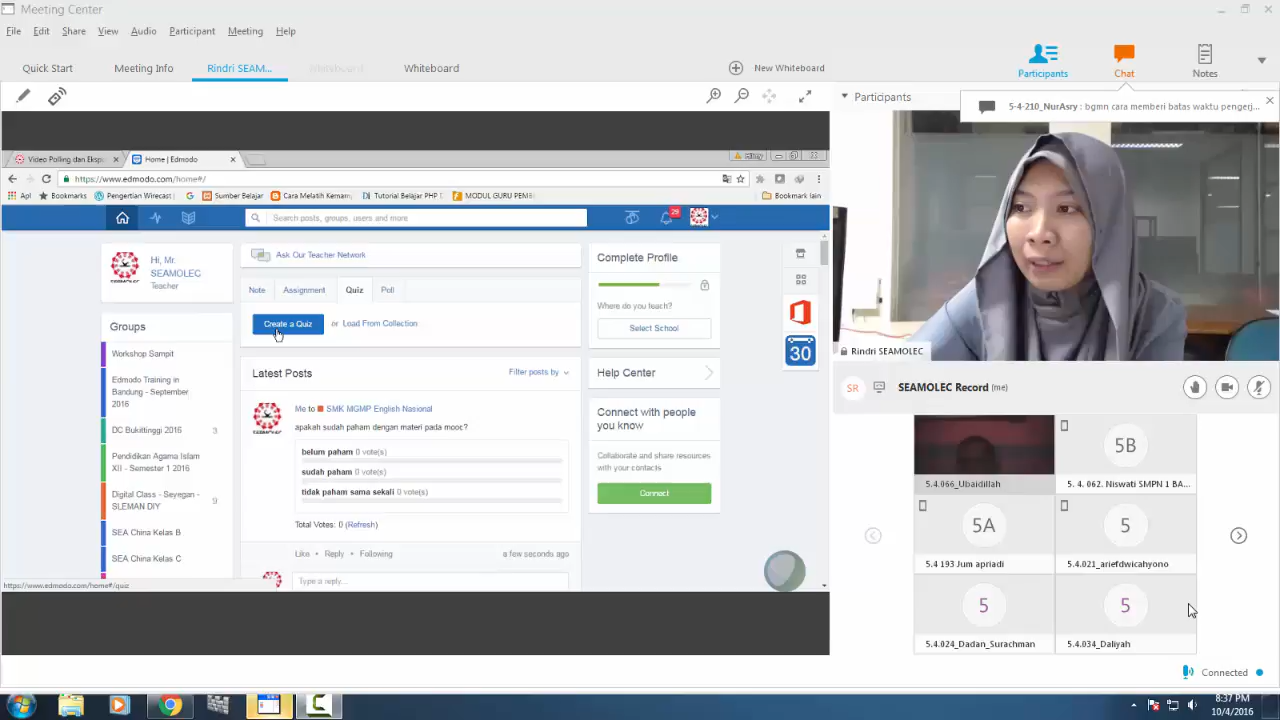 Meeting Center
File Edit Share View Audio Participant Meeting Help
Quick Start Meeting Info Rindri SEAM... Whiteboard Whiteboard New Whiteboard
Participants Chat Notes
Participants
5-4-210_NurAsry : bgmn cara memberi batas waktu pengerj...
Video Polling dan Ekspo Home | Edmodo
https://www.edmodo.com/home#/
Apl Bookmarks Pengertian Wirecast Sumber Belajar Cara Melatih Keman Tutorial Belajar PHP MODUL GURU PEMB Bookmark lain
Search posts, groups, users and more
29
Hi, Mr.
SEAMOLEC
Teacher
Groups
Workshop Sampit
Edmodo Training in
Bandung - September
2016
DC Bukittinggi 2016 3
Pendidikan Agama Islam
XII - Semester 1 2016
Digital Class - Seyegan -
SLEMAN DIY
9
SEA China Kelas B
SEA China Kelas C
Ask Our Teacher Network
Note Assignment Quiz Poll
Create a Quiz or Load From Collection
Latest Posts Filter posts by
Me to SMK MGMP English Nasional
apakah sudah paham dengan materi pada mooc?
belum paham 0 vote(s)
sudah paham 0 vote(s)
tidak paham sama sekali 0 vote(s)
Total Votes: 0 (Refresh)
Like • Reply • Following a few seconds ago
Type a reply...
Complete Profile
Where do you teach?
Select School
Help Center
Connect with people
you know
Collaborate and share resources
with your contacts
Connect
30
https://www.edmodo.com/home#/quiz
Rindri SEAMOLEC
SR SEAMOLEC Record (me)
5.4.066_Ubaidillah
5B
5.4. 062. Niswati SMPN 1 BA...
5A
5.4 193 Jum apriadi
5
5.4.021_ariefdwicahyono
5
5.4.024_Dadan_Surachman
5
5.4.034_Daliyah
Connected
8:37 PM
10/4/2016